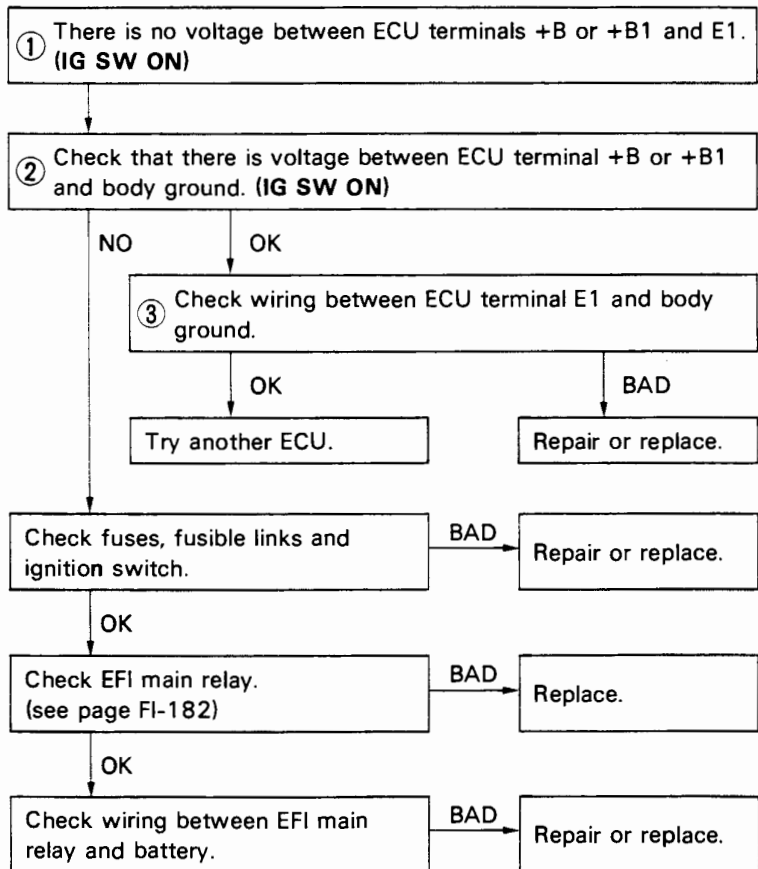 ① There is no voltage between ECU terminals +B or +B1 and E1.
(IG SW ON)
② Check that there is voltage between ECU terminal +B or +B1
and body ground. (IG SW ON)
NO
OK
③ Check wiring between ECU terminal E1 and body
ground.
OK
BAD
Try another ECU.
Repair or replace.
Check fuses, fusible links and
ignition switch.
BAD
Repair or replace.
OK
Check EFI main relay.
(see page FI-182)
BAD
Replace.
OK
Check wiring between EFI main
relay and battery.
BAD
Repair or replace.